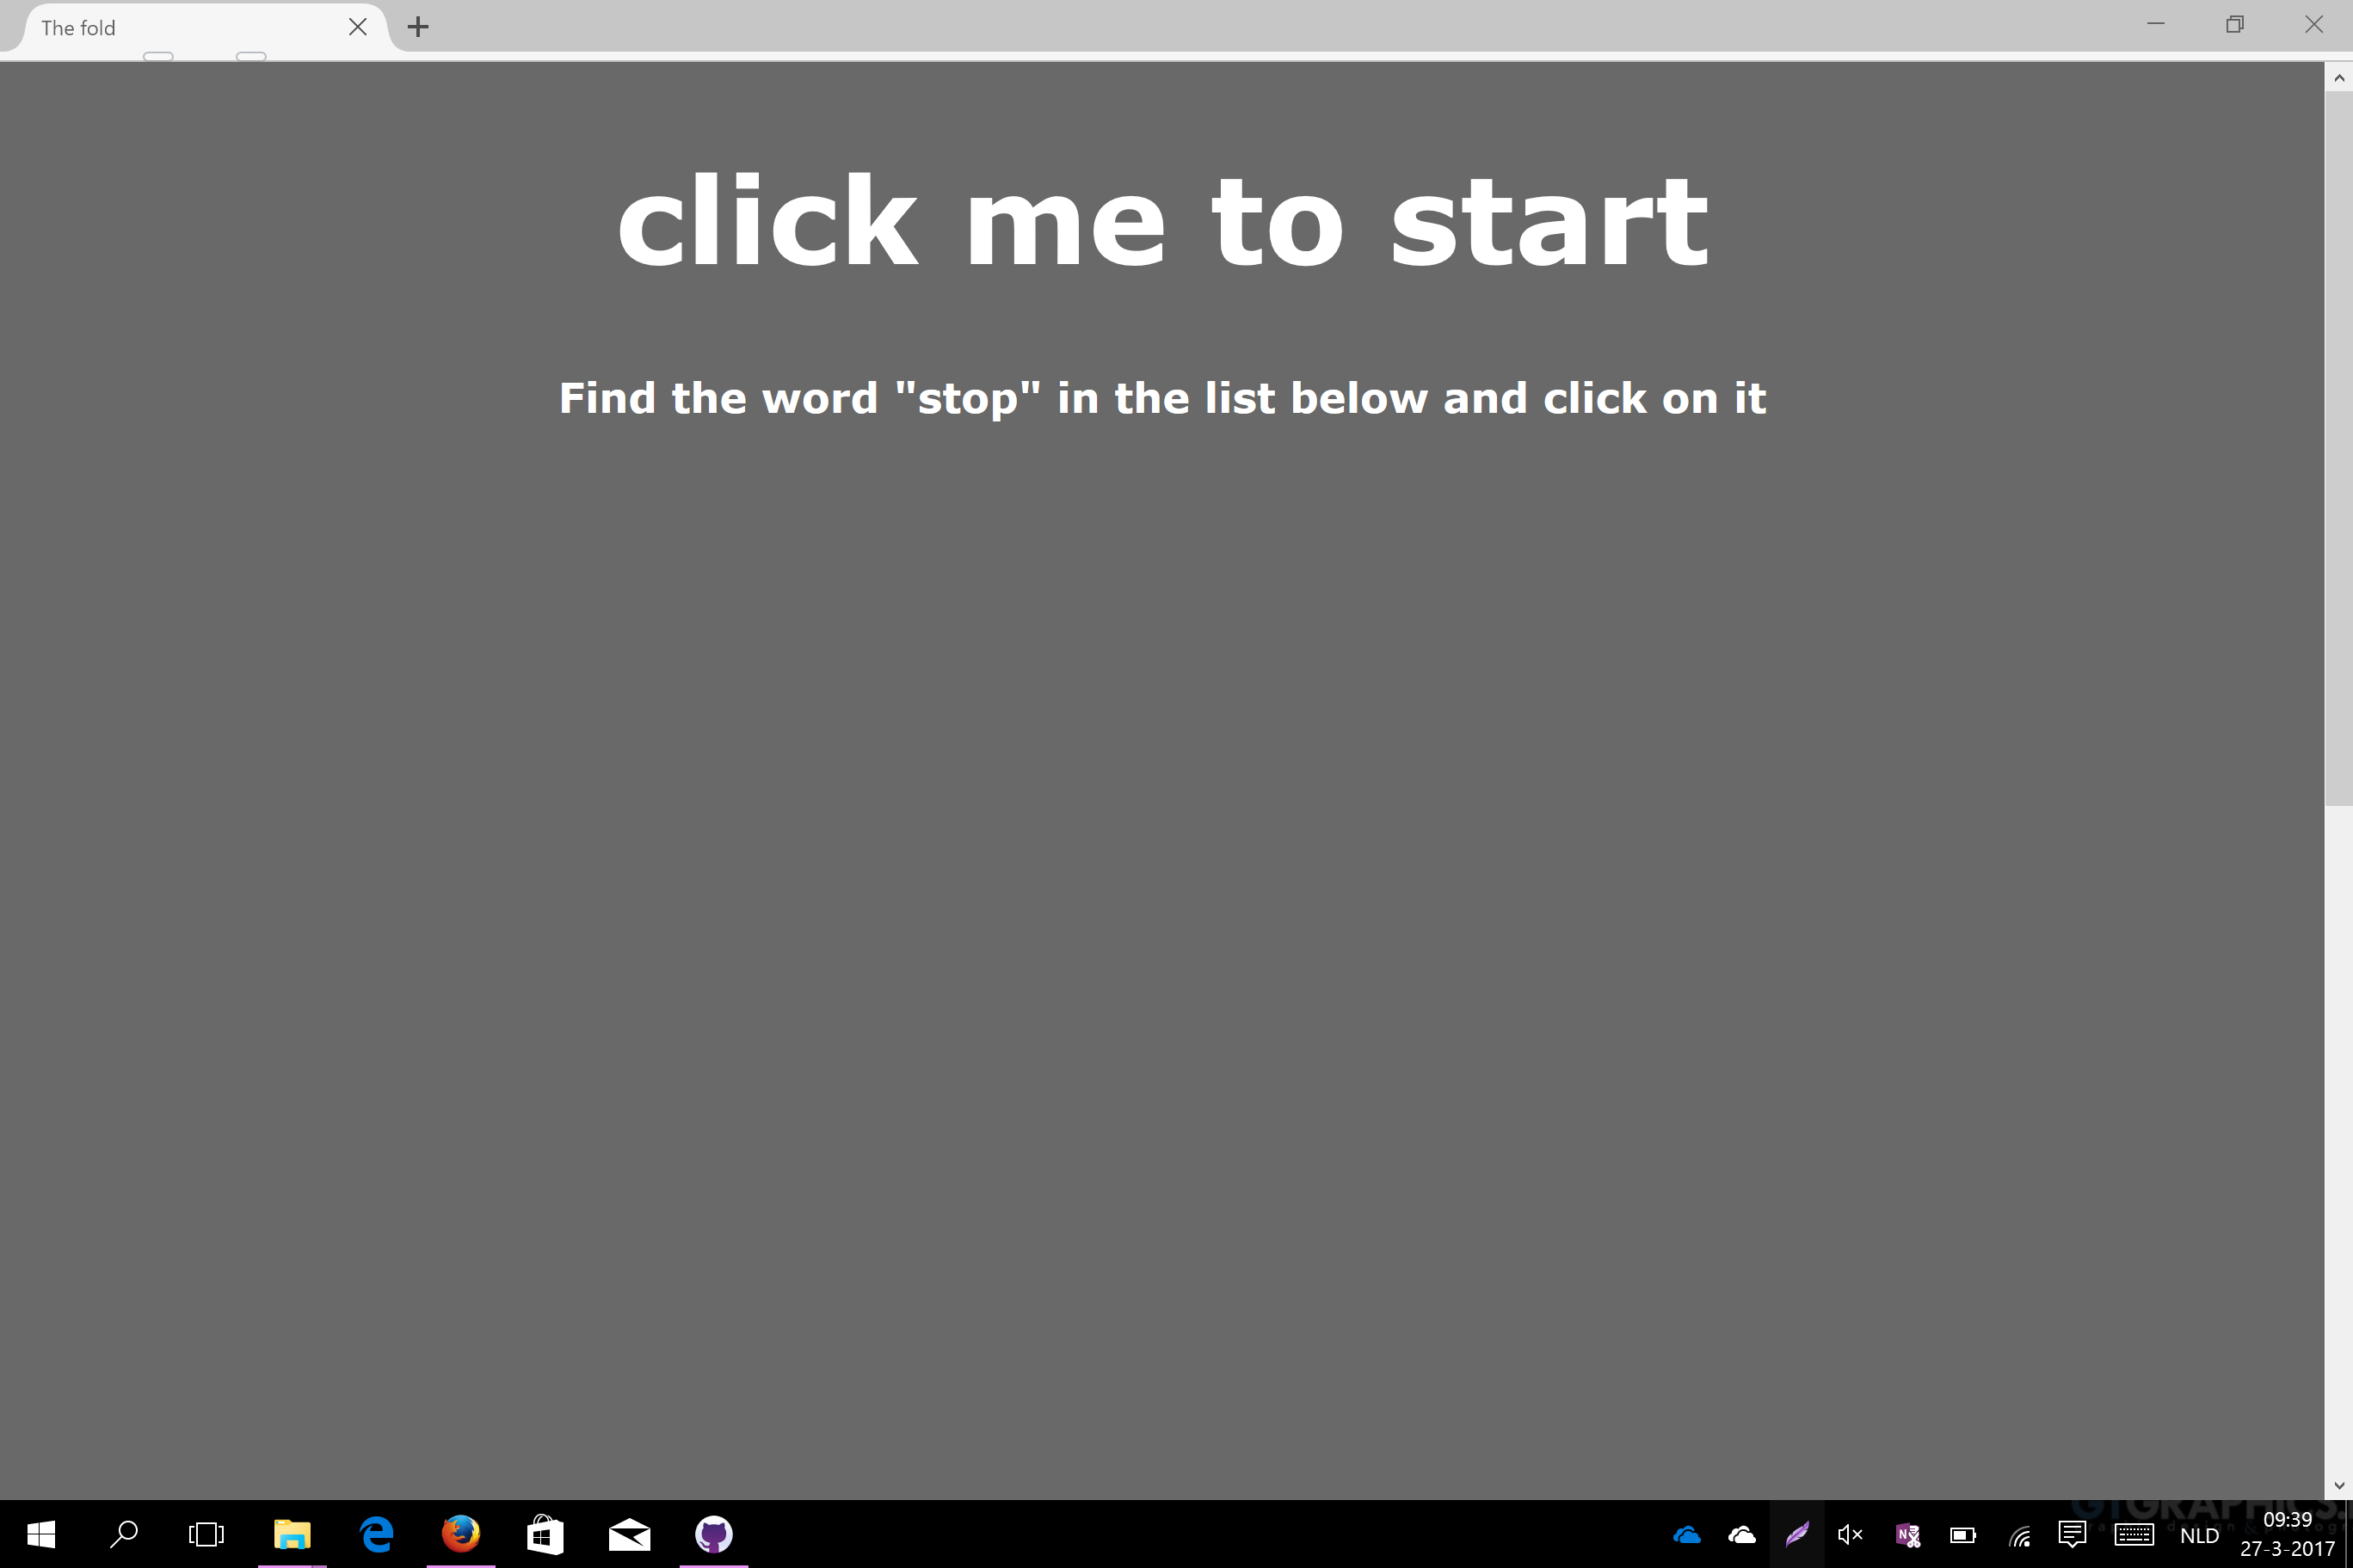 The fold
click me to start
Find the word "stop" in the list below and click on it
GTGRAPHICS.
NLD
09:39
27-3-2017